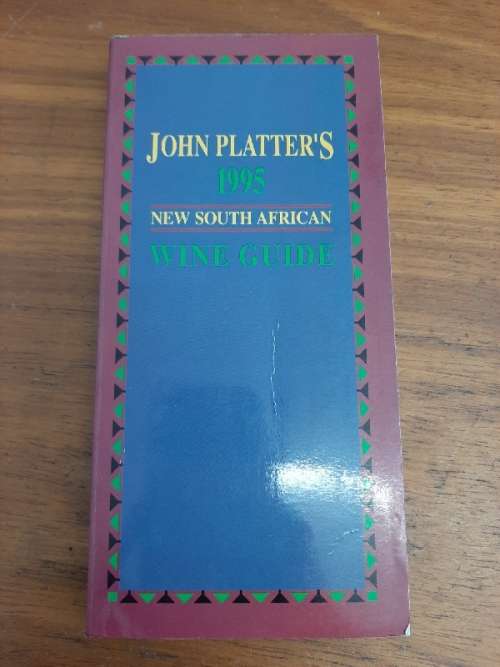 JOHN PLATTER'S
1995
NEW SOUTH AFRICAN
WINE GUIDE